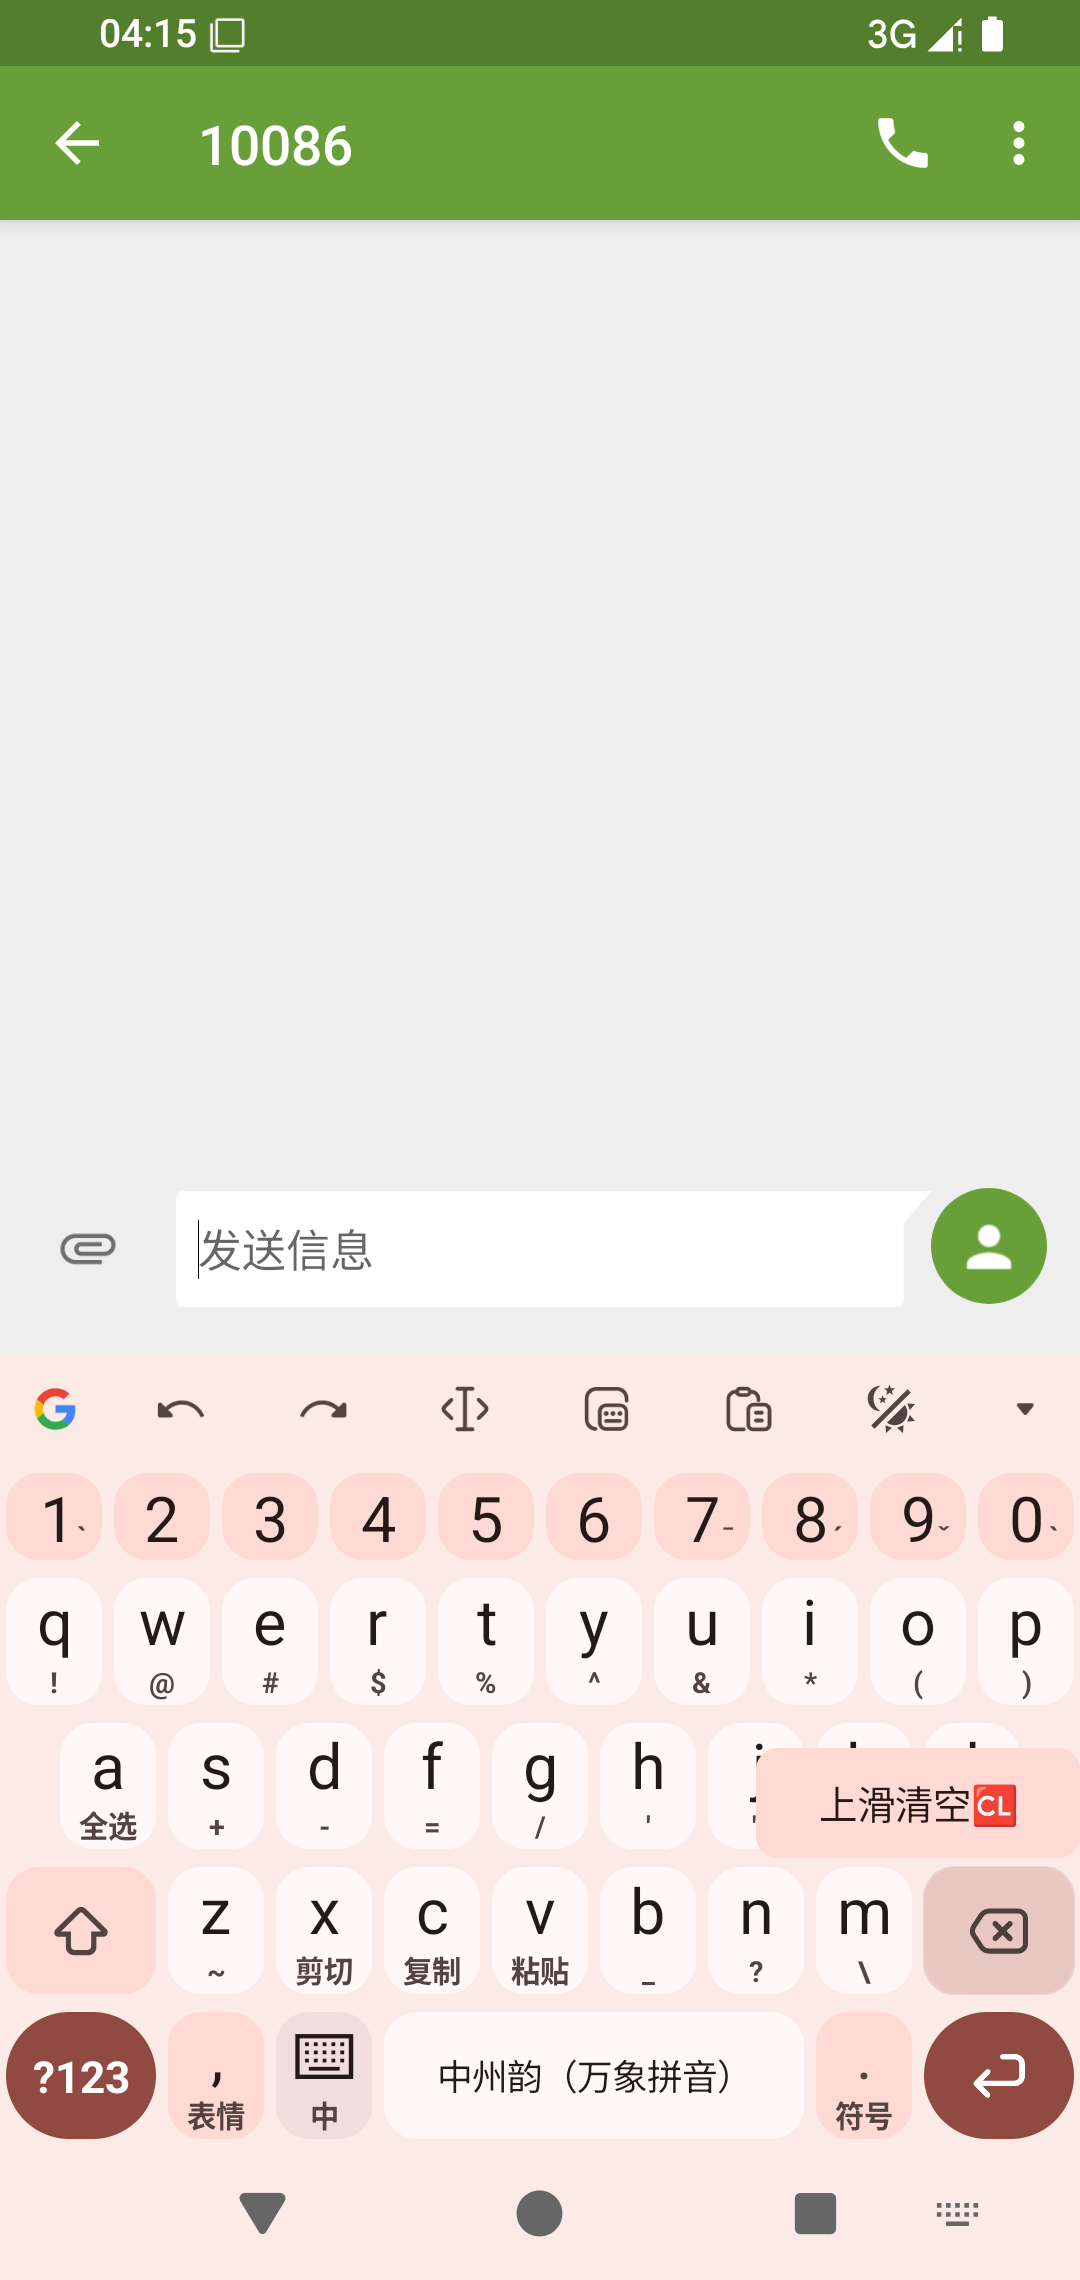 04:15 3G
10086
发送信息
1 2 3 4 5 6 7 8 9 0
q w e r t y u i o p
! @ # $ % ^ & * ( )
a s d f g h
全选 + - = / '
上滑清空🆑
z x c v b n m
~ 剪切 复制 粘贴 _ ? \
?123 , 中州韵（万象拼音） .
表情 中 符号